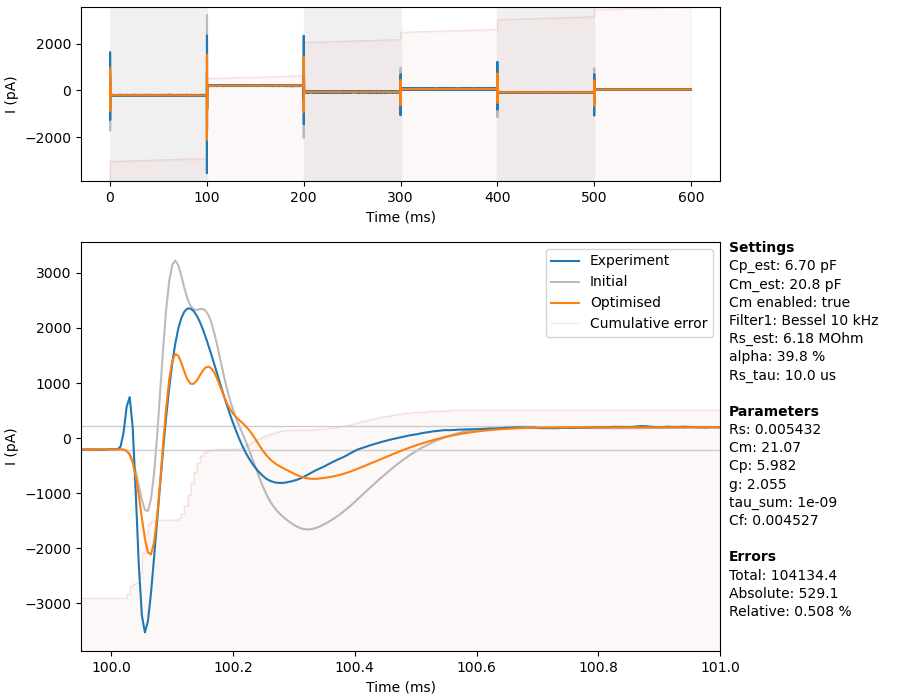 2000
0
−2000
I (pA)
0
100
200
300
400
500
600
Time (ms)
3000
2000
1000
0
−1000
−2000
−3000
I (pA)
Experiment
Initial
Optimised
Cumulative error
100.0
100.2
100.4
100.6
100.8
101.0
Time (ms)
Settings
Cp_est: 6.70 pF
Cm_est: 20.8 pF
Cm enabled: true
Filter1: Bessel 10 kHz
Rs_est: 6.18 MOhm
alpha: 39.8 %
Rs_tau: 10.0 us
Parameters
Rs: 0.005432
Cm: 21.07
Cp: 5.982
g: 2.055
tau_sum: 1e-09
Cf: 0.004527
Errors
Total: 104134.4
Absolute: 529.1
Relative: 0.508 %